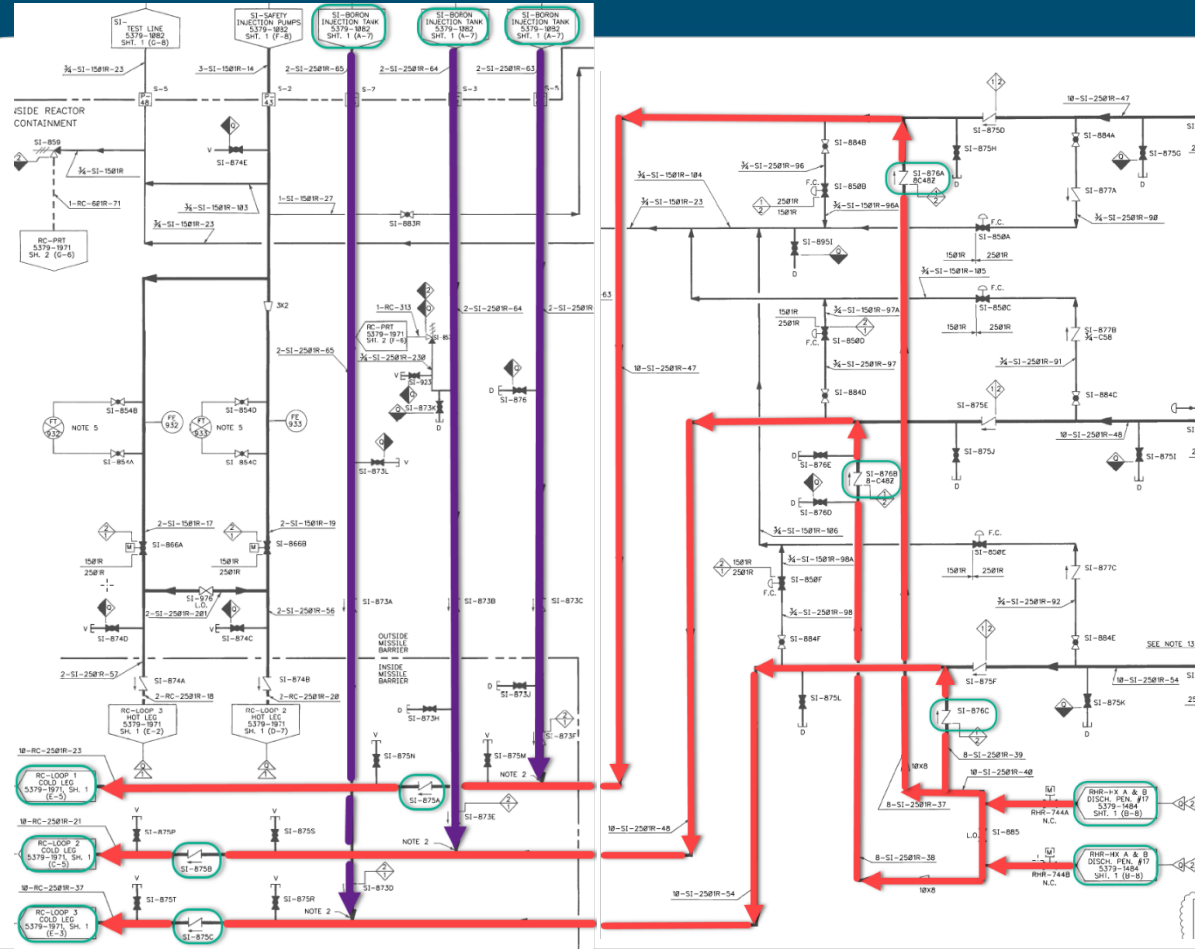 SI-
TEST LINE
5379-1082
SHT. 1 (G-8)
SI-SAFETY
INJECTION PUMPS
5379-1082
SHT. 1 (F-8)
SI-BORON
INJECTION TANK
5379-1082
SHT. 1 (A-7)
SI-BORON
INJECTION TANK
5379-1082
SHT. 1 (A-7)
SI-BORON
INJECTION TANK
5379-1082
SHT. 1 (A-7)
3/4-SI-1501R-23
3-SI-1501R-14
2-SI-2501R-65
2-SI-2501R-64
2-SI-2501R-63
S-5
S-2
S-7
S-3
S-5
P-48
P-43
NSIDE REACTOR
CONTAINMENT
SI-859
3/4-SI-1501R
V
SI-874E
1-RC-601R-71
3/4-SI-1501R-103
1-SI-1501R-27
SI-883R
3/4-SI-1501R-23
RC-PRT
5379-1971
SH. 2 (G-6)
3X2
1-RC-313
RC-PRT
5379-1971
SHT. 2 (F-6)
2-SI-2501R-64
2-SI-2501R
2-SI-2501R-65
3/4-SI-2501R-230
V
SI-923
SI-873K
D
D
SI-876
SI-854B
SI-854D
FT
932
NOTE 5
FE
932
FT
933
NOTE 5
FE
933
SI-854A
SI-854C
SI-873L
V
2-SI-1501R-17
2-SI-1501R-19
M
SI-866A
M
SI-866B
1501R
2501R
1501R
2501R
SI-976
L.O.
2-SI-2501R-201
2-SI-2501R-56
SI-873A
SI-873B
SI-873C
V
SI-874D
V
SI-874C
OUTSIDE
MISSILE
BARRIER
INSIDE
MISSILE
BARRIER
2-SI-2501R-57
SI-874A
SI-874B
2-RC-2501R-18
2-RC-2501R-20
D
SI-873J
D
SI-873H
SI-873F
RC-LOOP 3
HOT LEG
5379-1971
SH. 1 (E-2)
RC-LOOP 2
HOT LEG
5379-1971
SH. 1 (D-7)
10-RC-2501R-23
V
SI-875N
V
SI-875M
NOTE 2
RC-LOOP 1
COLD LEG
5379-1971, SH. 1
(E-5)
SI-875A
SI-873E
10-RC-2501R-21
V
SI-875P
V
SI-875S
NOTE 2
RC-LOOP 2
COLD LEG
5379-1971, SH. 1
(C-5)
SI-875B
10-RC-2501R-37
V
SI-875T
V
SI-875R
SI-873D
NOTE 2
RC-LOOP 3
COLD LEG
5379-1971, SH. 1
(E-3)
SI-875C
10-SI-2501R-47
SI-875D
SI-884B
SI-875H
D
SI-884A
SI-875G
D
3/4-SI-2501R-96
SI-876A
8C48Z
3/4-SI-1501R-104
F.C.
SI-850B
2501R
1501R
3/4-SI-1501R-96A
3/4-SI-1501R-23
SI-877A
3/4-SI-2501R-90
F.C.
SI-850A
SI-895I
D
1501R
2501R
3/4-SI-1501R-105
63
F.C.
SI-850C
1501R
2501R
F.C.
3/4-SI-1501R-97A
SI-850D
1501R
2501R
SI-877B
3/4-C58
3/4-SI-2501R-97
3/4-SI-2501R-91
10-SI-2501R-47
SI-884D
SI-875E
SI-884C
10-SI-2501R-48
SI-875J
D
SI-875I
D
SI-876E
SI-876B
8-C48Z
D
SI-876D
3/4-SI-1501R-106
F.C.
SI-850E
1501R
2501R
1501R
2501R
F.C.
3/4-SI-1501R-98A
SI-850F
SI-877C
3/4-SI-2501R-98
3/4-SI-2501R-92
SI-884F
SI-884E
SEE NOTE 13
SI-875F
10-SI-2501R-54
SI-875L
D
SI-875K
D
SI-876C
8-SI-2501R-39
10X8
10-SI-2501R-40
8-SI-2501R-37
10-SI-2501R-48
L.O.
SI-885
M
RHR-744A
N.C.
RHR-HX A & B
DISCH. PEN. #17
5379-1484
SHT. 1 (B-8)
8-SI-2501R-38
10X8
M
RHR-744B
N.C.
RHR-HX A & B
DISCH. PEN. #17
5379-1484
SHT. 1 (B-8)
10-SI-2501R-54